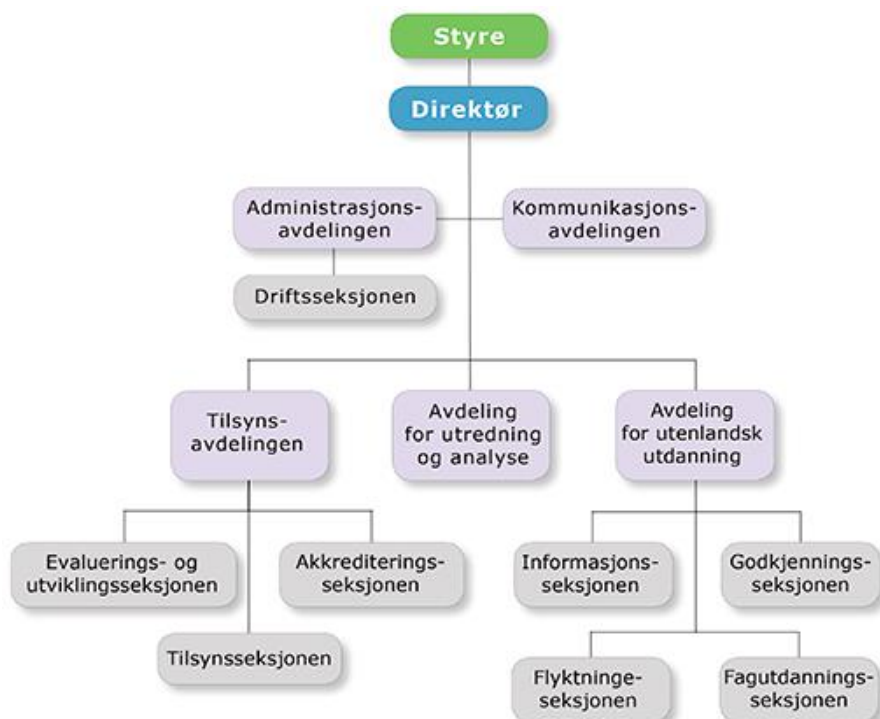 Styre
Direktør
Administrasjons-
avdelingen
Kommunikasjons-
avdelingen
Driftsseksjonen
Tilsyns-
avdelingen
Avdeling
for utredning
og analyse
Avdeling
for utenlandsk
utdanning
Evaluerings- og
utviklingsseksjonen
Akkrediterings-
seksjonen
Tilsynsseksjonen
Informasjons-
seksjonen
Godkjennings-
seksjonen
Flyktninge-
seksjonen
Fagutdannings-
seksjonen